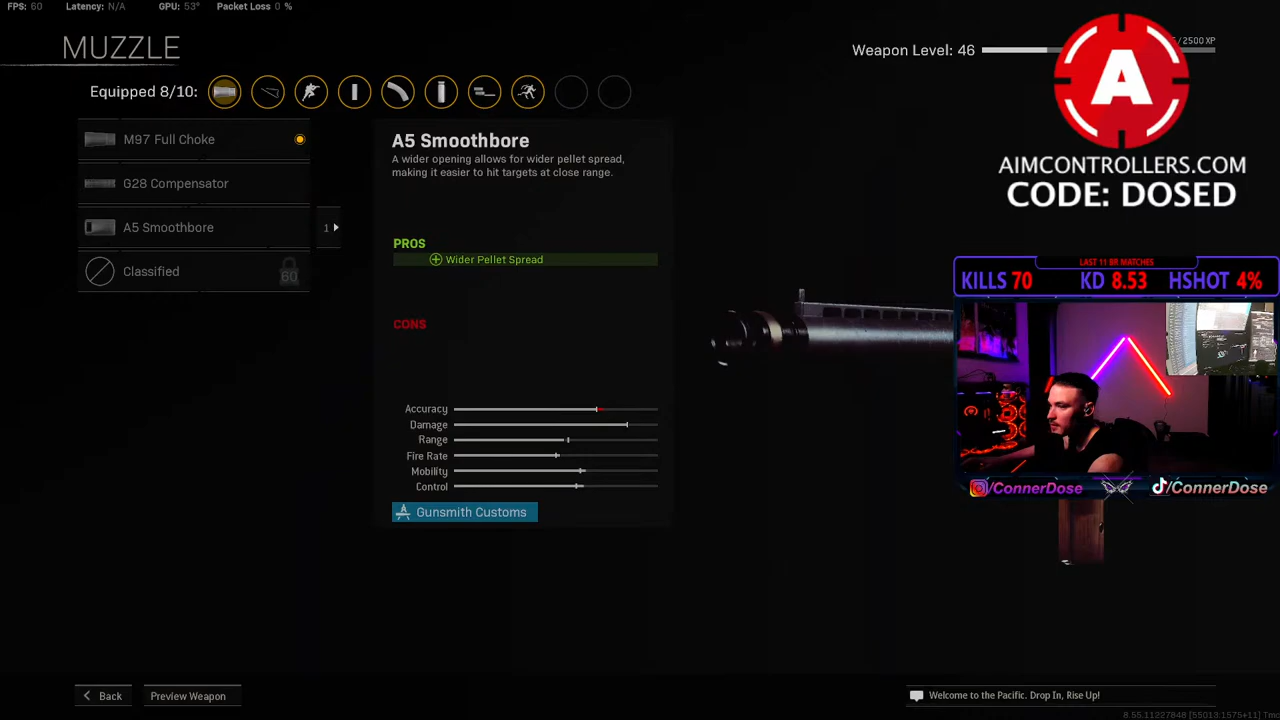 FPS: 60 Latency: N/A GPU: 53° Packet Loss 0 %
MUZZLE
Weapon Level: 46
/ 2500 XP
Equipped 8/10:
M97 Full Choke
G28 Compensator
A5 Smoothbore
1
Classified
60
A5 Smoothbore
A wider opening allows for wider pellet spread,
making it easier to hit targets at close range.
PROS
Wider Pellet Spread
CONS
Accuracy
Damage
Range
Fire Rate
Mobility
Control
Gunsmith Customs
A
AIMCONTROLLERS.COM
CODE: DOSED
LAST 11 BR MATCHES
KILLS 70 KD 8.53 HSHOT 4%
/ConnerDose
/ConnerDose
Back
Preview Weapon
Welcome to the Pacific. Drop In, Rise Up!